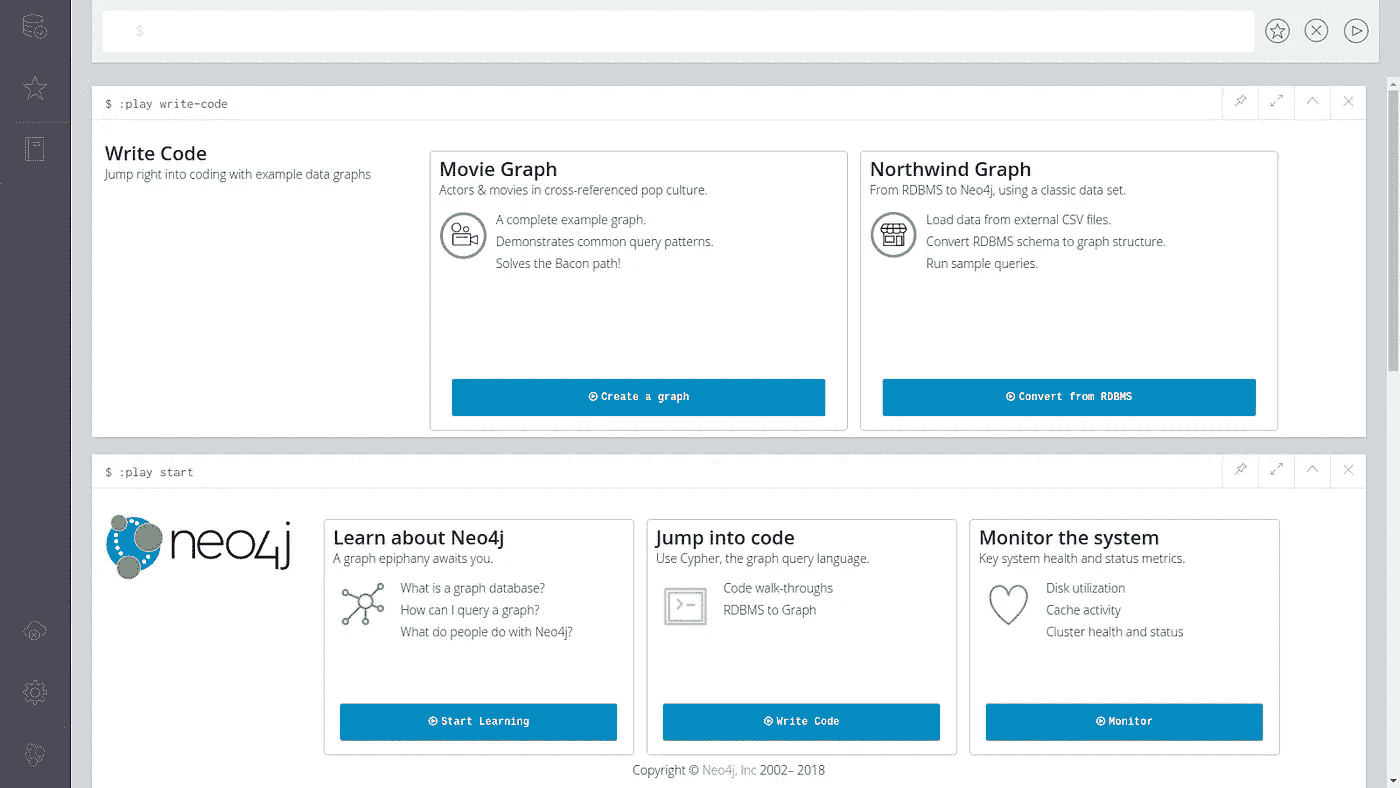 $
$ :play write-code
Write Code
Jump right into coding with example data graphs
Movie Graph
Actors & movies in cross-referenced pop culture.
A complete example graph.
Demonstrates common query patterns.
Solves the Bacon path!
Create a graph
Northwind Graph
From RDBMS to Neo4j, using a classic data set.
Load data from external CSV files.
Convert RDBMS schema to graph structure.
Run sample queries.
Convert from RDBMS
$ :play start
neo4j
Learn about Neo4j
A graph epiphany awaits you.
What is a graph database?
How can I query a graph?
What do people do with Neo4j?
Start Learning
Jump into code
Use Cypher, the graph query language.
Code walk-throughs
RDBMS to Graph
Write Code
Monitor the system
Key system health and status metrics.
Disk utilization
Cache activity
Cluster health and status
Monitor
Copyright © Neo4j, Inc 2002– 2018